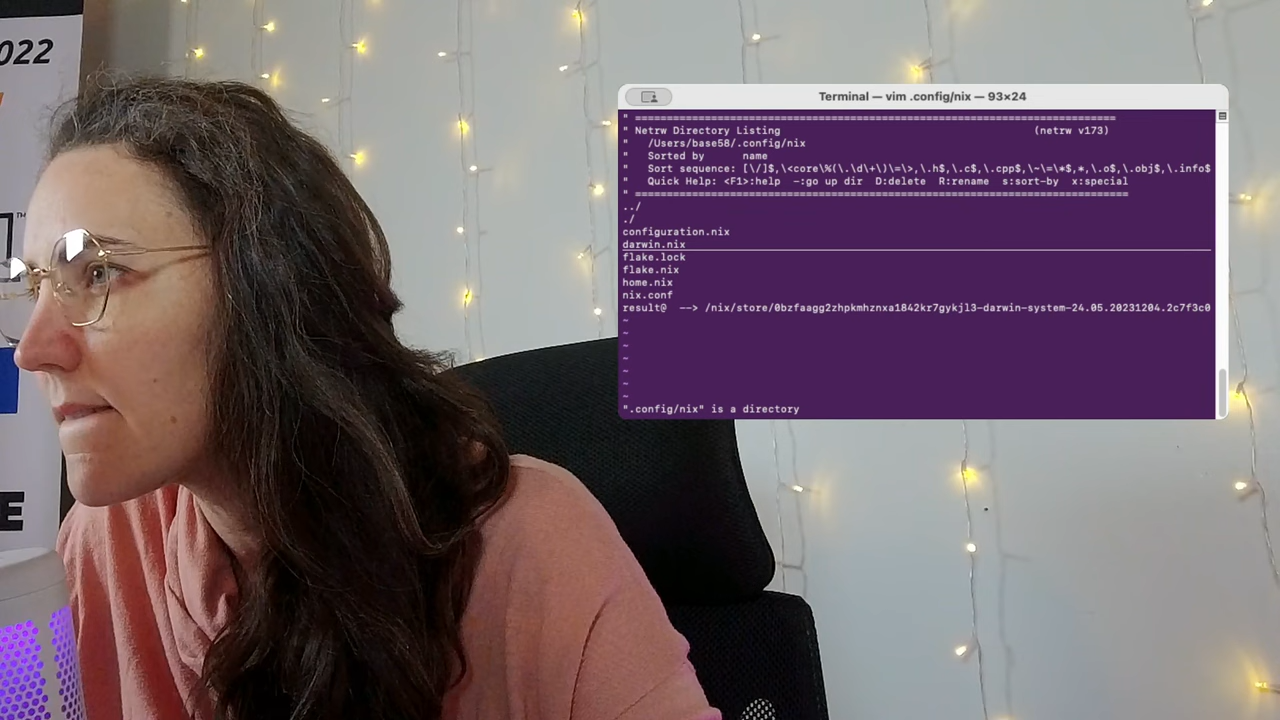 2022
TM
E
Terminal — vim .config/nix — 93×24
" ============================================================================
" Netrw Directory Listing                                        (netrw v173)
"   /Users/base58/.config/nix
"   Sorted by      name
"   Sort sequence: [\/]$,\<core\%(\.\d\+\)\=\>,\.h$,\.c$,\.cpp$,\~\=\*$,*,\.o$,\.obj$,\.info$
"   Quick Help: <F1>:help  -:go up dir  D:delete  R:rename  s:sort-by  x:special
" ==============================================================================
../
./
configuration.nix
darwin.nix
flake.lock
flake.nix
home.nix
nix.conf
result@  --> /nix/store/0bzfaagg2zhpkmhznxa1842kr7gykjl3-darwin-system-24.05.20231204.2c7f3c0
~
~
~
~
~
~
~
".config/nix" is a directory